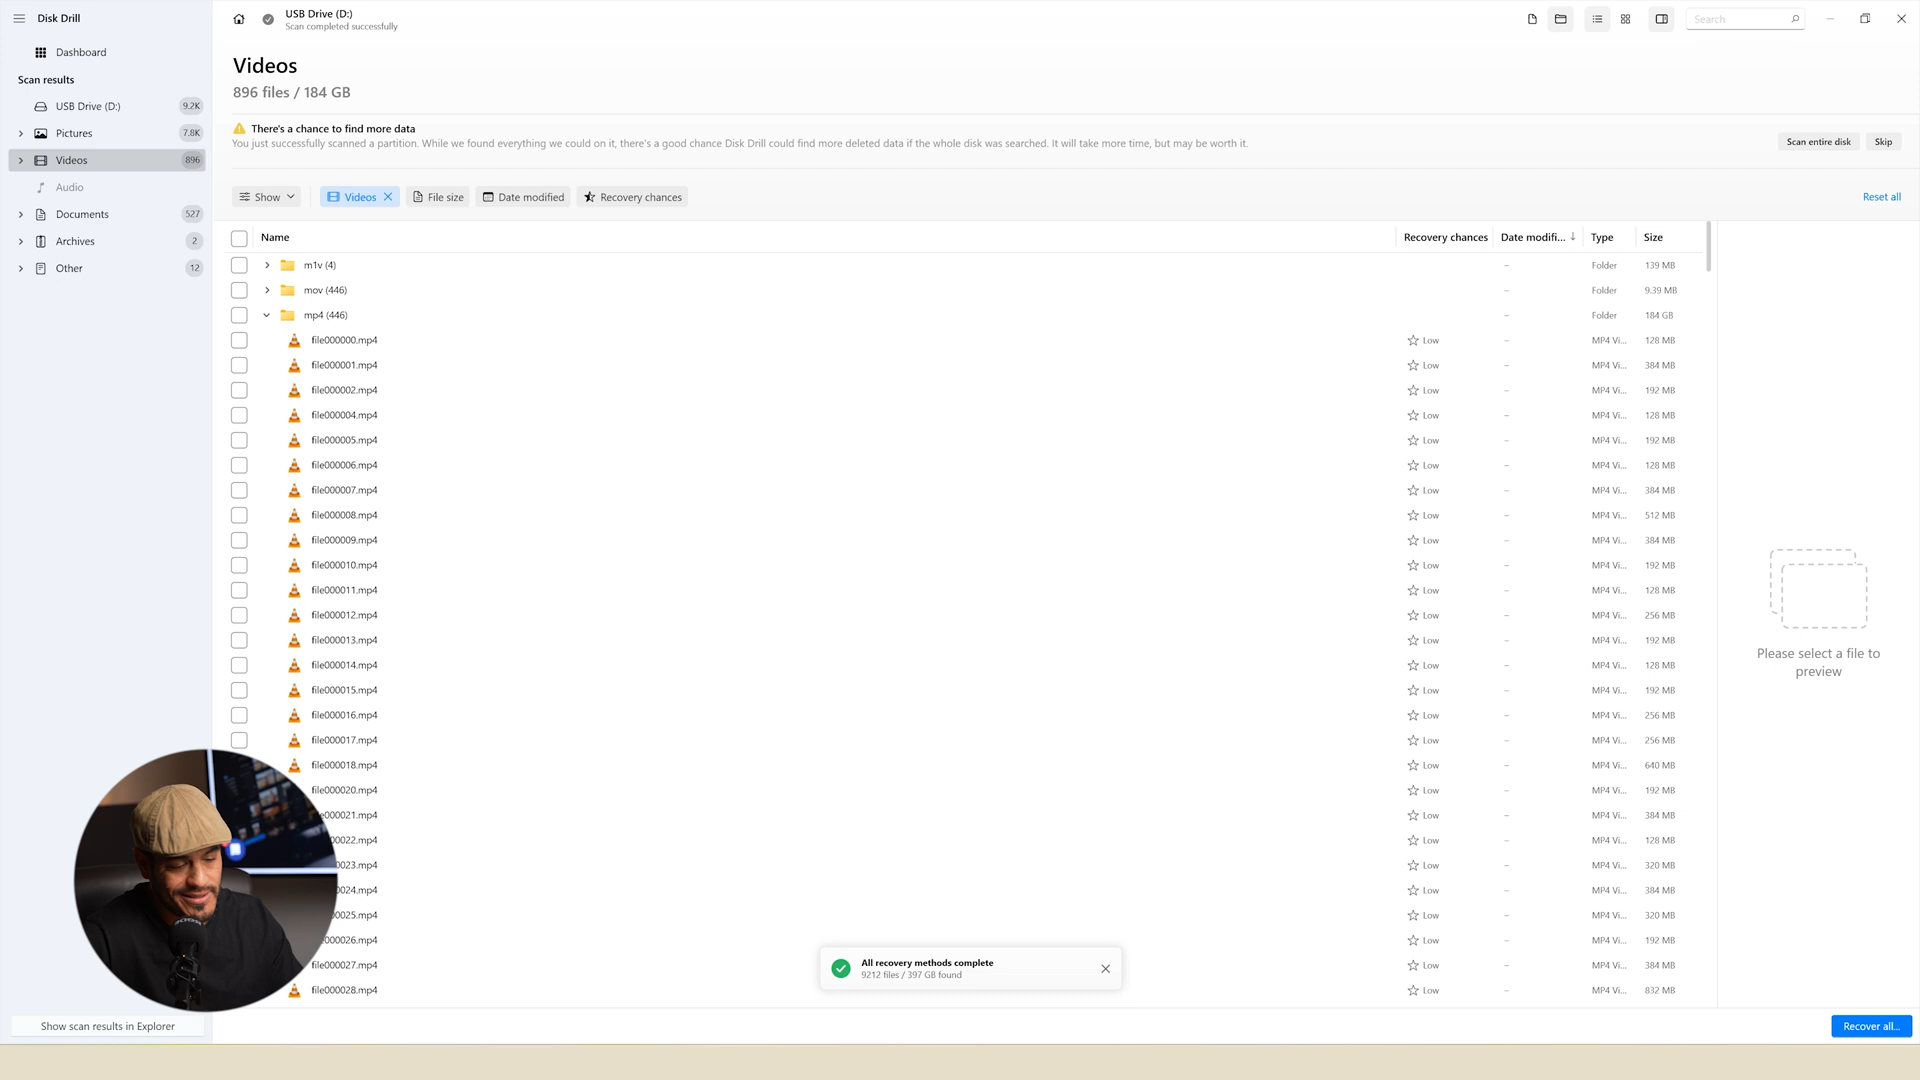 Disk Drill
USB Drive (D:)
Scan completed successfully
Search
Dashboard
Scan results
USB Drive (D:) 9.2K
Pictures 7.8K
Videos 896
Audio
Documents 527
Archives 2
Other 12
Videos
896 files / 184 GB
There's a chance to find more data
You just successfully scanned a partition. While we found everything we could on it, there's a good chance Disk Drill could find more deleted data if the whole disk was searched. It will take more time, but may be worth it.
Scan entire disk Skip
Show Videos File size Date modified Recovery chances Reset all
Name Recovery chances Date modifi... Type Size
m1v (4) – Folder 139 MB
mov (446) – Folder 9.39 MB
mp4 (446) – Folder 184 GB
file000000.mp4 Low – MP4 Vi... 128 MB
file000001.mp4 Low – MP4 Vi... 384 MB
file000002.mp4 Low – MP4 Vi... 192 MB
file000004.mp4 Low – MP4 Vi... 128 MB
file000005.mp4 Low – MP4 Vi... 192 MB
file000006.mp4 Low – MP4 Vi... 128 MB
file000007.mp4 Low – MP4 Vi... 384 MB
file000008.mp4 Low – MP4 Vi... 512 MB
file000009.mp4 Low – MP4 Vi... 384 MB
file000010.mp4 Low – MP4 Vi... 192 MB
file000011.mp4 Low – MP4 Vi... 128 MB
file000012.mp4 Low – MP4 Vi... 256 MB
file000013.mp4 Low – MP4 Vi... 192 MB
file000014.mp4 Low – MP4 Vi... 128 MB
file000015.mp4 Low – MP4 Vi... 192 MB
file000016.mp4 Low – MP4 Vi... 256 MB
file000017.mp4 Low – MP4 Vi... 256 MB
file000018.mp4 Low – MP4 Vi... 640 MB
file000020.mp4 Low – MP4 Vi... 192 MB
e000021.mp4 Low – MP4 Vi... 384 MB
00022.mp4 Low – MP4 Vi... 128 MB
0023.mp4 Low – MP4 Vi... 320 MB
0024.mp4 Low – MP4 Vi... 384 MB
0025.mp4 Low – MP4 Vi... 320 MB
00026.mp4 Low – MP4 Vi... 192 MB
file000027.mp4 Low – MP4 Vi... 384 MB
file000028.mp4 Low – MP4 Vi... 832 MB
Please select a file to
preview
All recovery methods complete
9212 files / 397 GB found
Show scan results in Explorer
Recover all...